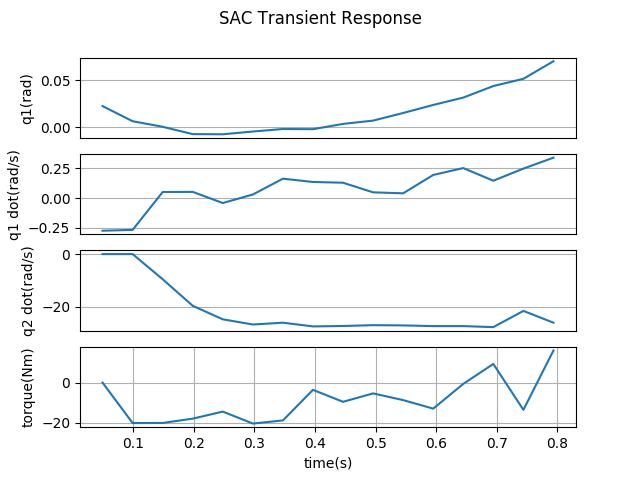 SAC Transient Response
q1(rad)
0.05
0.00
q1 dot(rad/s)
0.25
0.00
−0.25
q2 dot(rad/s)
0
−20
torque(Nm)
0
−20
0.1 0.2 0.3 0.4 0.5 0.6 0.7 0.8
time(s)